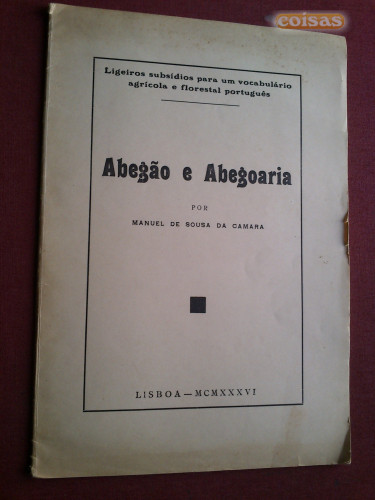 coisas
Ligeiros subsídios para um vocabulário
agrícola e florestal português
Abegão e Abegoaria
POR
MANUEL DE SOUSA DA CAMARA
LISBOA — MCMXXXVI